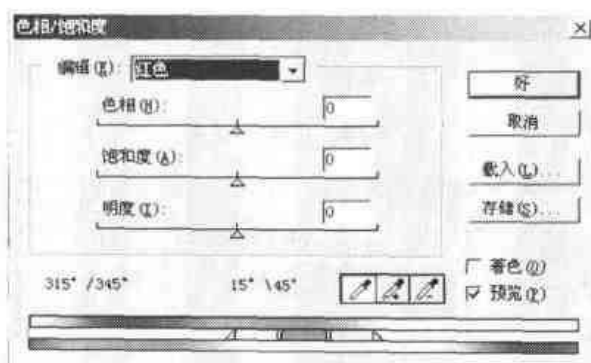 色相/饱和度
编辑(E): 红色
色相(H): 0
饱和度(A): 0
明度(I): 0
好
取消
载入(L)...
存储(S)...
着色(O)
预览(P)
315° /345° 15° \45°